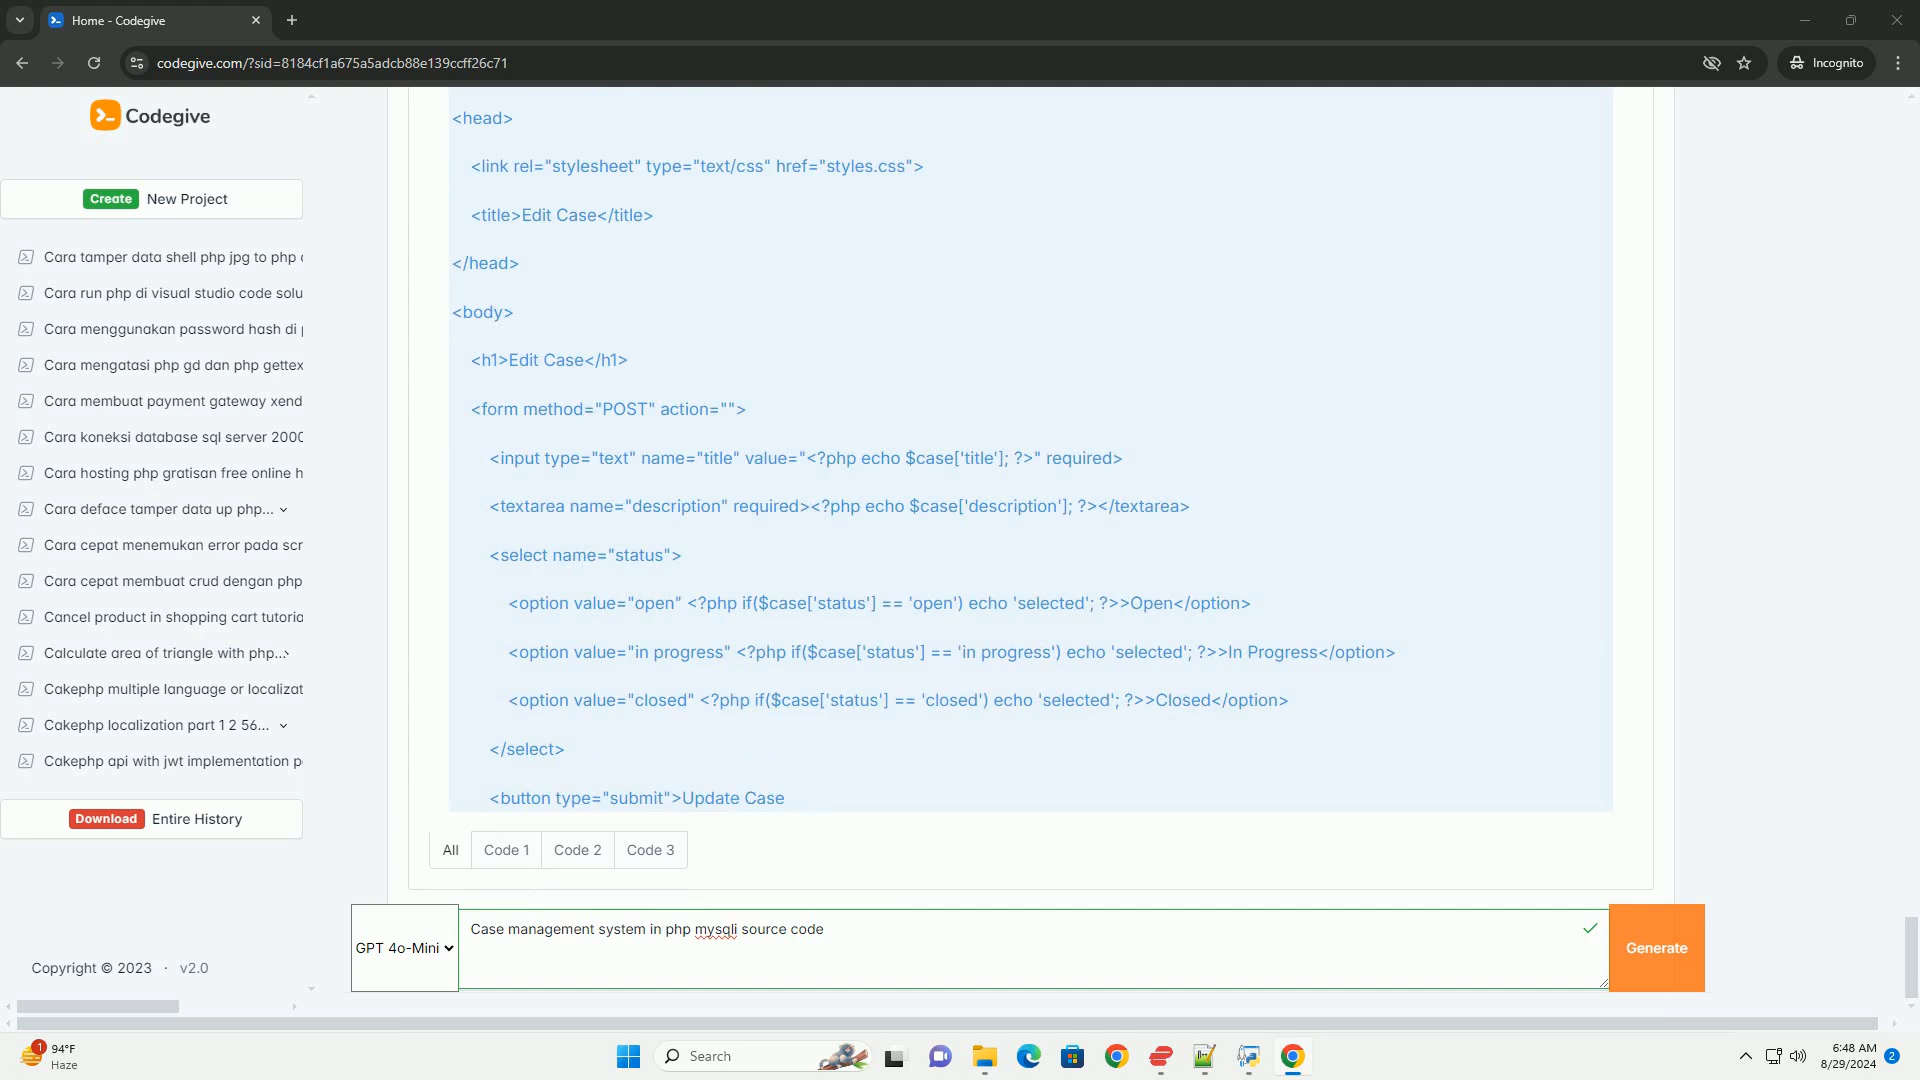 Home - Codegive
codegive.com/?sid=8184cf1a675a5adcb88e139ccff26c71
Incognito
Codegive
Create New Project
Cara tamper data shell php jpg to php
Cara run php di visual studio code solu
Cara menggunakan password hash di
Cara mengatasi php gd dan php gettex
Cara membuat payment gateway xend
Cara koneksi database sql server 2000
Cara hosting php gratisan free online h
Cara deface tamper data up php...
Cara cepat menemukan error pada scr
Cara cepat membuat crud dengan php
Cancel product in shopping cart tutoria
Calculate area of triangle with php...
Cakephp multiple language or localizat
Cakephp localization part 1 2 56...
Cakephp api with jwt implementation p
Download Entire History
Copyright © 2023 · v2.0
<head>
<link rel="stylesheet" type="text/css" href="styles.css">
<title>Edit Case</title>
</head>
<body>
<h1>Edit Case</h1>
<form method="POST" action="">
<input type="text" name="title" value="<?php echo $case['title']; ?>" required>
<textarea name="description" required><?php echo $case['description']; ?></textarea>
<select name="status">
<option value="open" <?php if($case['status'] == 'open') echo 'selected'; ?>>Open</option>
<option value="in progress" <?php if($case['status'] == 'in progress') echo 'selected'; ?>>In Progress</option>
<option value="closed" <?php if($case['status'] == 'closed') echo 'selected'; ?>>Closed</option>
</select>
<button type="submit">Update Case
All Code 1 Code 2 Code 3
GPT 4o-Mini
Case management system in php mysqli source code
Generate
1
94°F
Haze
Search
6:48 AM
8/29/2024
2